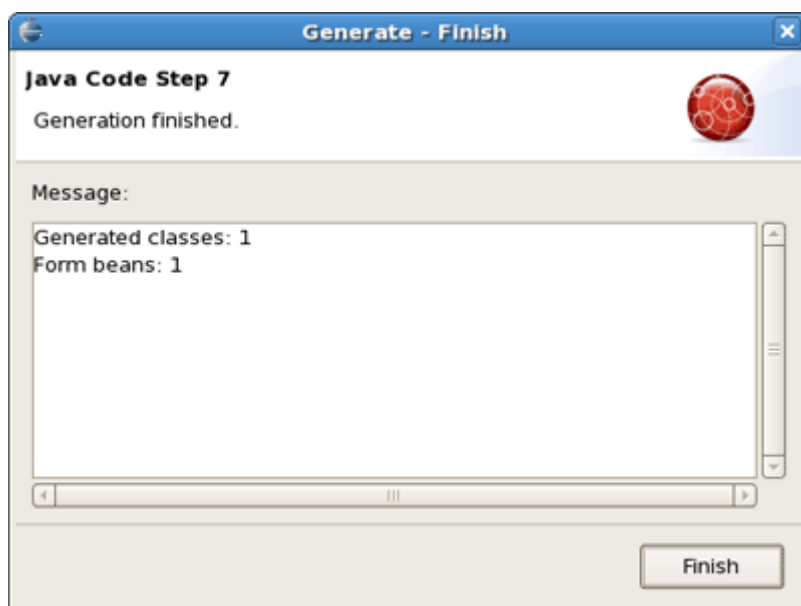 Generate - Finish
Java Code Step 7
Generation finished.
Message:
Generated classes: 1
Form beans: 1
Finish